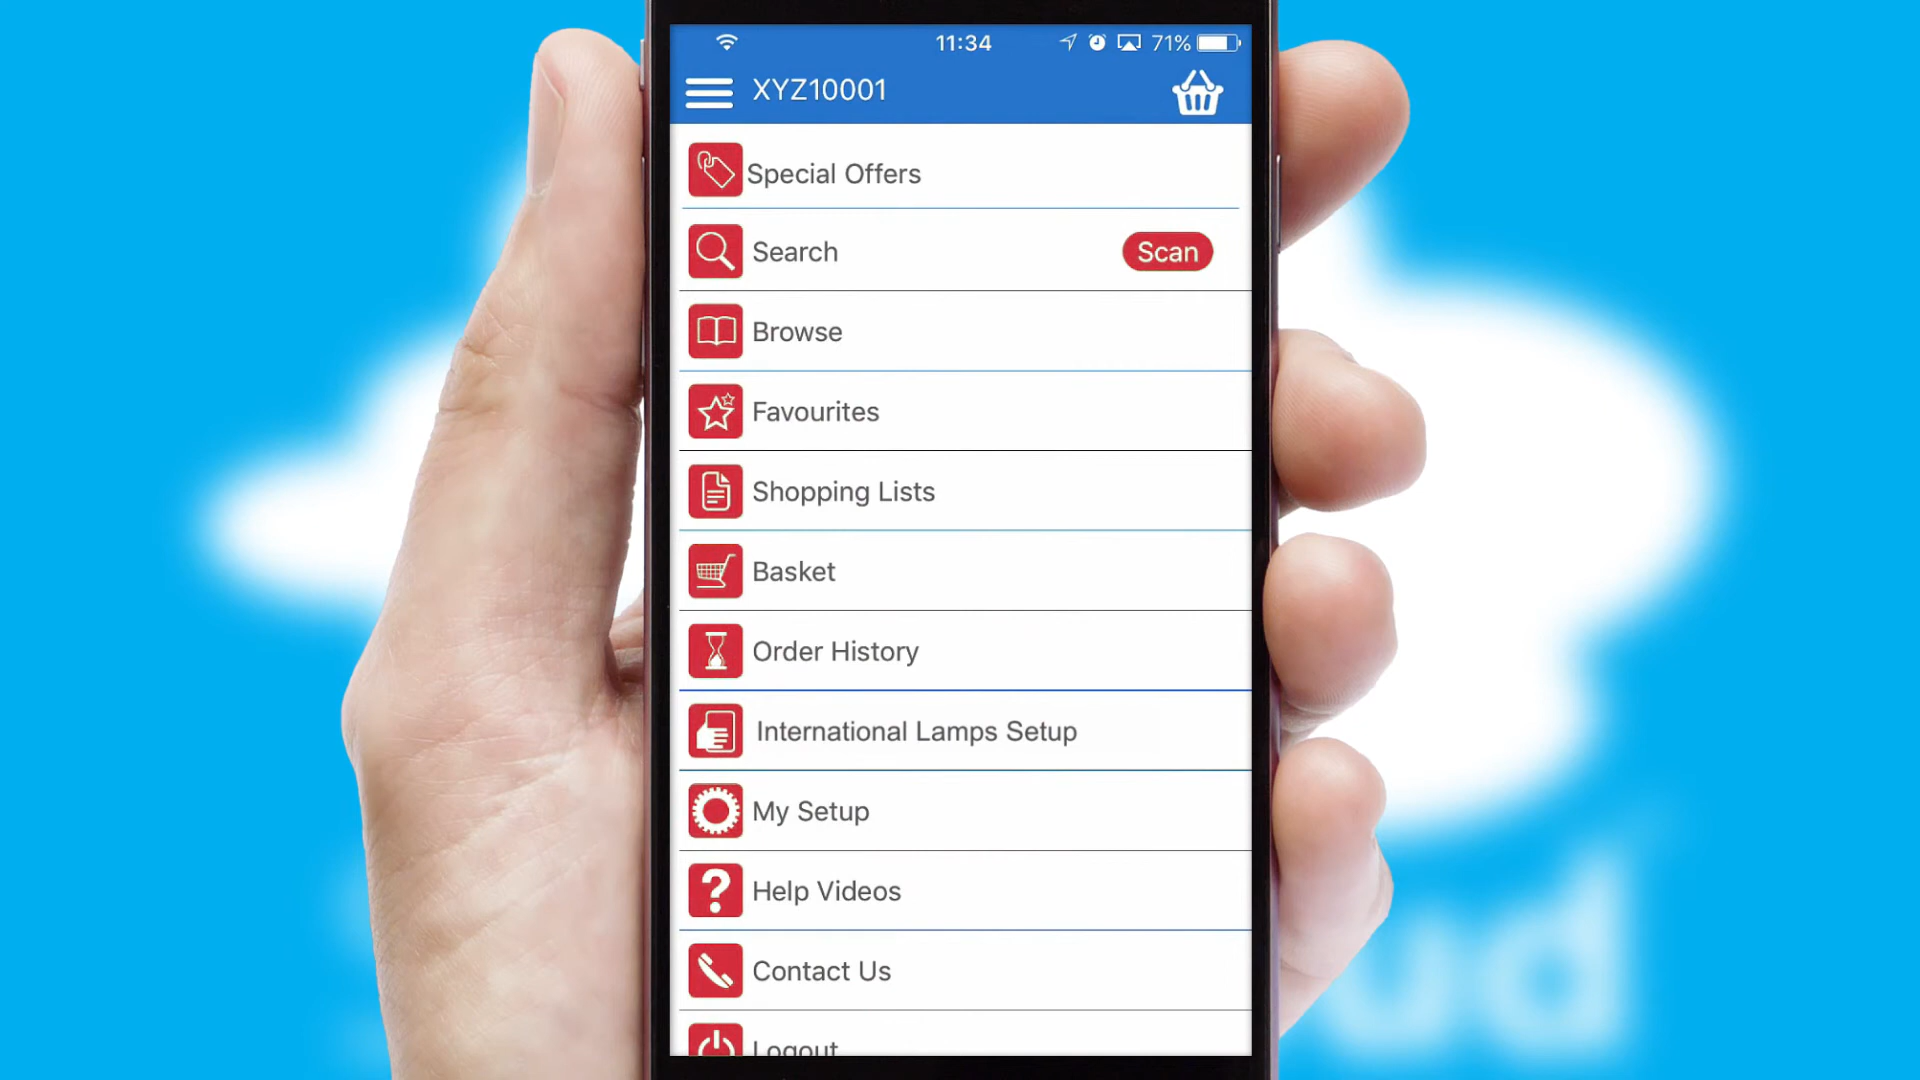 11:34
71%
XYZ10001
Special Offers
Search
Scan
Browse
Favourites
Shopping Lists
Basket
Order History
International Lamps Setup
My Setup
Help Videos
Contact Us
Logout